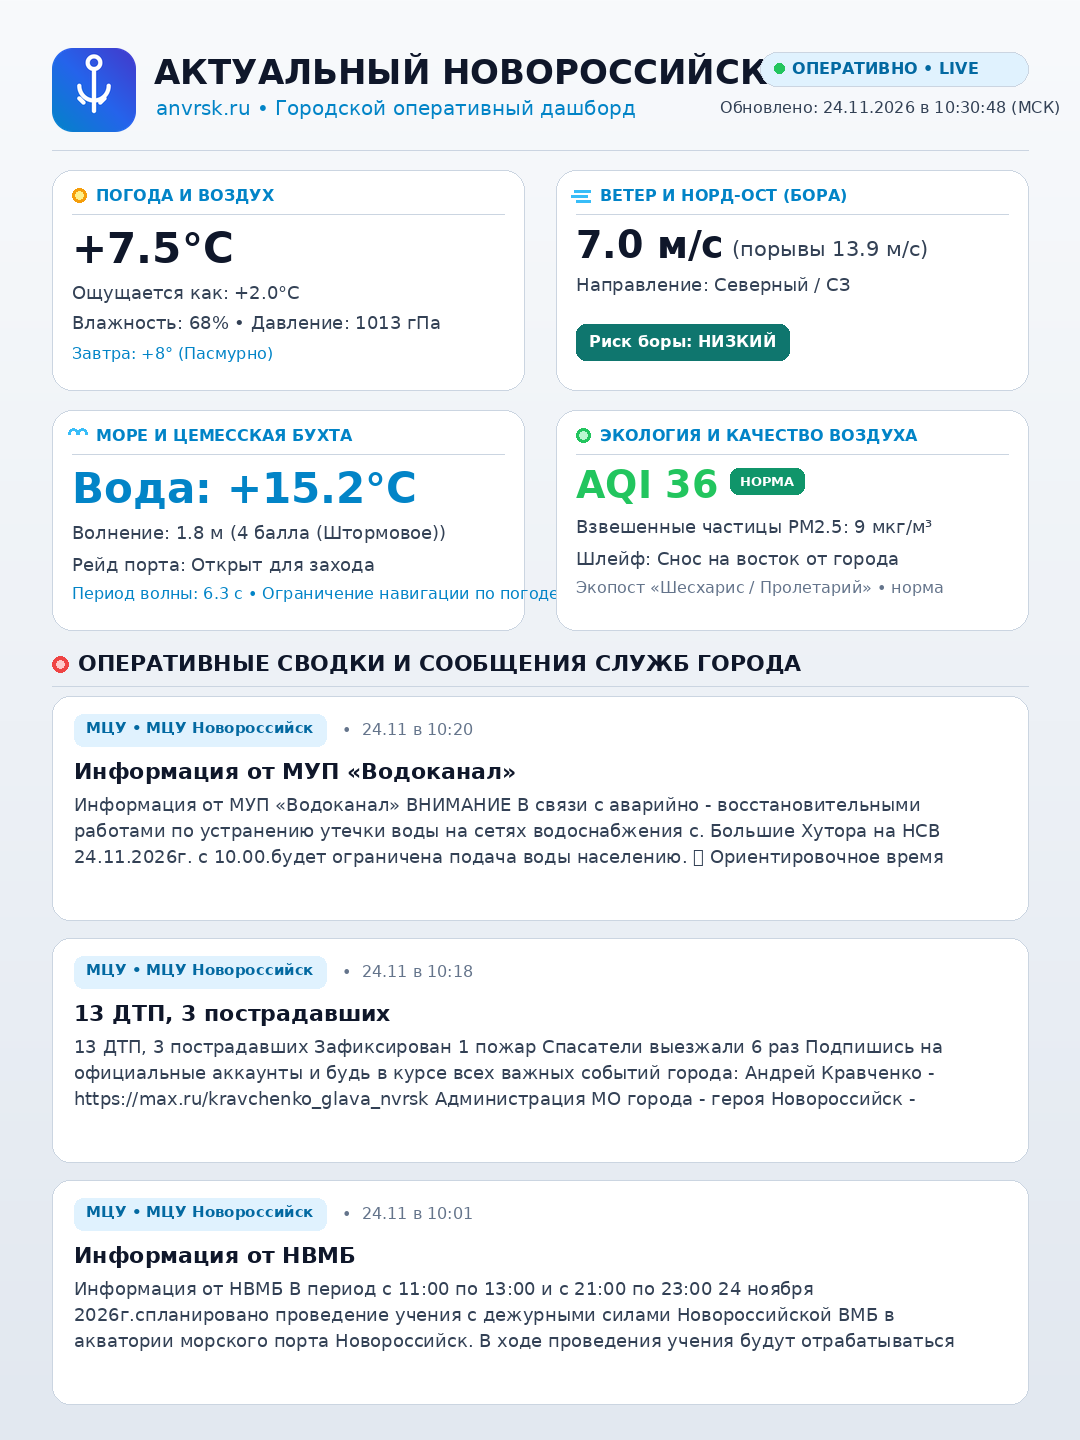 АКТУАЛЬНЫЙ НОВОРОССИЙСК
ОПЕРАТИВНО • LIVE
anvrsk.ru • Городской оперативный дашборд
Обновлено: 24.11.2026 в 10:30:48 (МСК)
ПОГОДА И ВОЗДУХ
+7.5°C
Ощущается как: +2.0°C
Влажность: 68% • Давление: 1013 гПа
Завтра: +8° (Пасмурно)
ВЕТЕР И НОРД-ОСТ (БОРА)
7.0 м/с (порывы 13.9 м/с)
Направление: Северный / СЗ
Риск боры: НИЗКИЙ
МОРЕ И ЦЕМЕССКАЯ БУХТА
Вода: +15.2°C
Волнение: 1.8 м (4 балла (Штормовое))
Рейд порта: Открыт для захода
Период волны: 6.3 с • Ограничение навигации по погоде
ЭКОЛОГИЯ И КАЧЕСТВО ВОЗДУХА
AQI 36 НОРМА
Взвешенные частицы PM2.5: 9 мкг/м³
Шлейф: Снос на восток от города
Экопост «Шесхарис / Пролетарий» • норма
ОПЕРАТИВНЫЕ СВОДКИ И СООБЩЕНИЯ СЛУЖБ ГОРОДА
МЦУ • МЦУ Новороссийск • 24.11 в 10:20
Информация от МУП «Водоканал»
Информация от МУП «Водоканал» ВНИМАНИЕ В связи с аварийно - восстановительными
работами по устранению утечки воды на сетях водоснабжения с. Большие Хутора на НСВ
24.11.2026г. с 10.00.будет ограничена подача воды населению. Ориентировочное время
МЦУ • МЦУ Новороссийск • 24.11 в 10:18
13 ДТП, 3 пострадавших
13 ДТП, 3 пострадавших Зафиксирован 1 пожар Спасатели выезжали 6 раз Подпишись на
официальные аккаунты и будь в курсе всех важных событий города: Андрей Кравченко -
https://max.ru/kravchenko_glava_nvrsk Администрация МО города - героя Новороссийск -
МЦУ • МЦУ Новороссийск • 24.11 в 10:01
Информация от НВМБ
Информация от НВМБ В период с 11:00 по 13:00 и с 21:00 по 23:00 24 ноября
2026г.спланировано проведение учения с дежурными силами Новороссийской ВМБ в
акватории морского порта Новороссийск. В ходе проведения учения будут отрабатываться